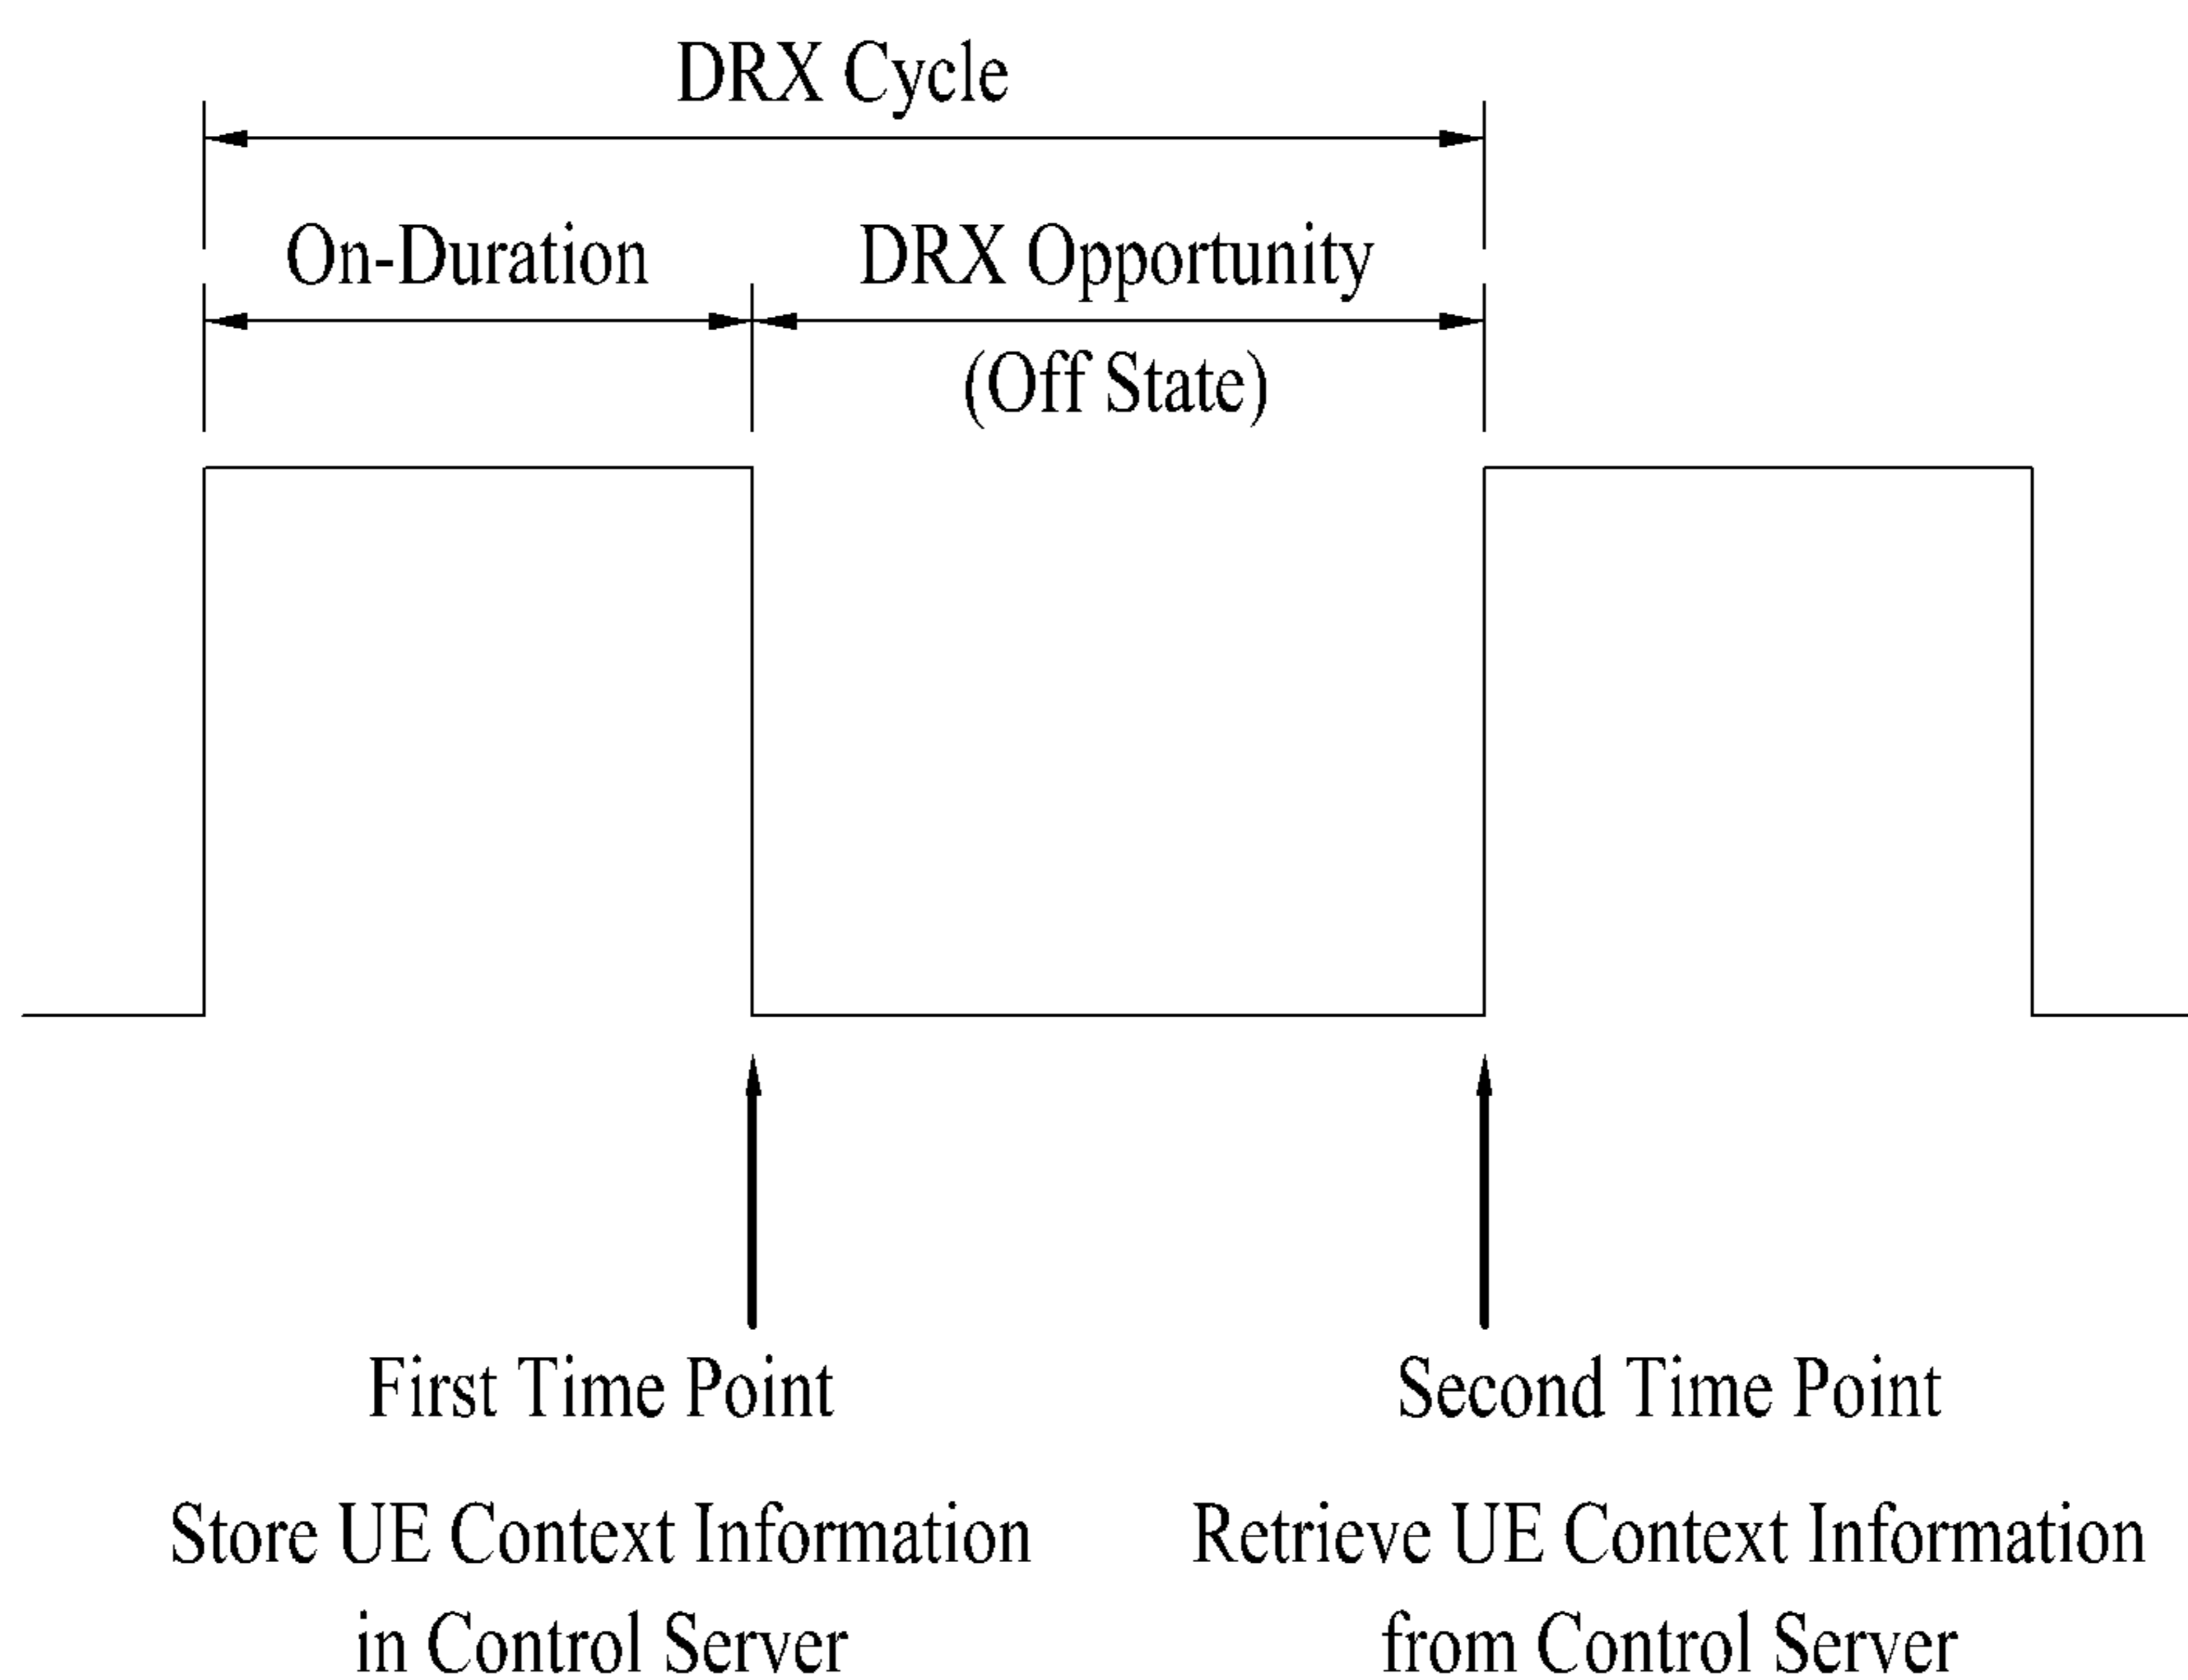 DRX Cycle
On-Duration
DRX Opportunity
(Off State)
First Time Point
Store UE Context Information
in Control Server
Second Time Point
Retrieve UE Context Information
from Control Server